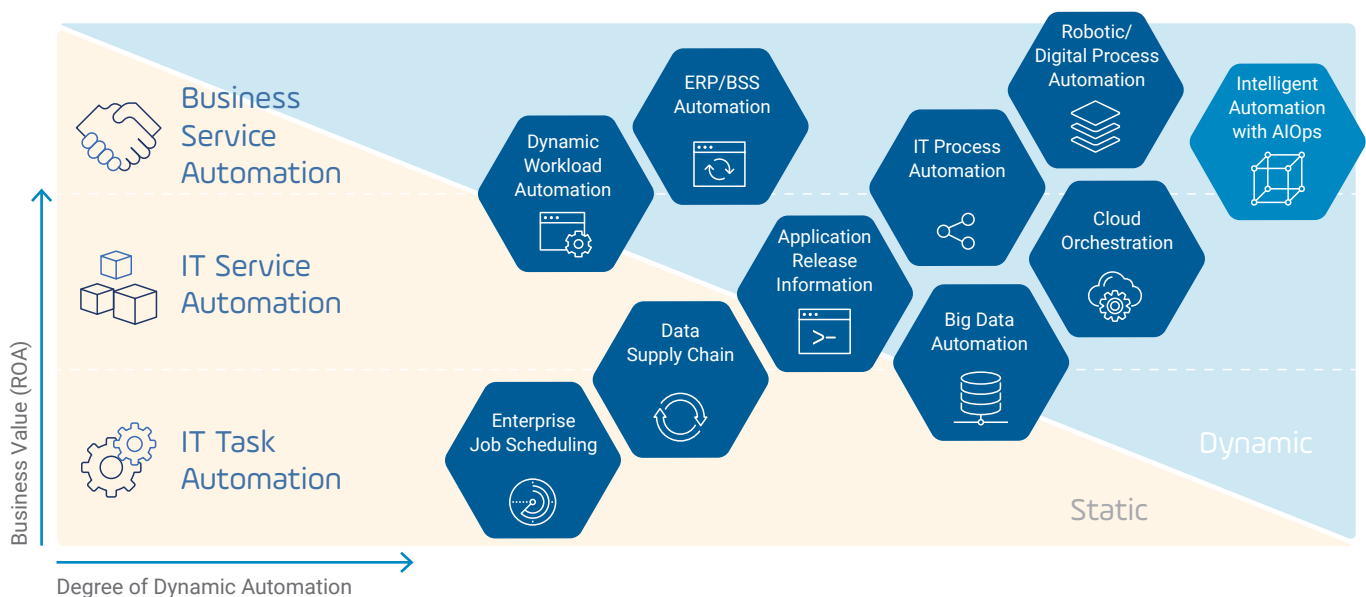 Business
Service
Automation
IT Service
Automation
IT Task
Automation
Business Value (ROA)
Degree of Dynamic Automation
Enterprise
Job Scheduling
Data
Supply Chain
Dynamic
Workload
Automation
ERP/BSS
Automation
Application
Release
Information
>-
Big Data
Automation
IT Process
Automation
Cloud
Orchestration
Robotic/
Digital Process
Automation
Intelligent
Automation
with AIOps
Dynamic
Static